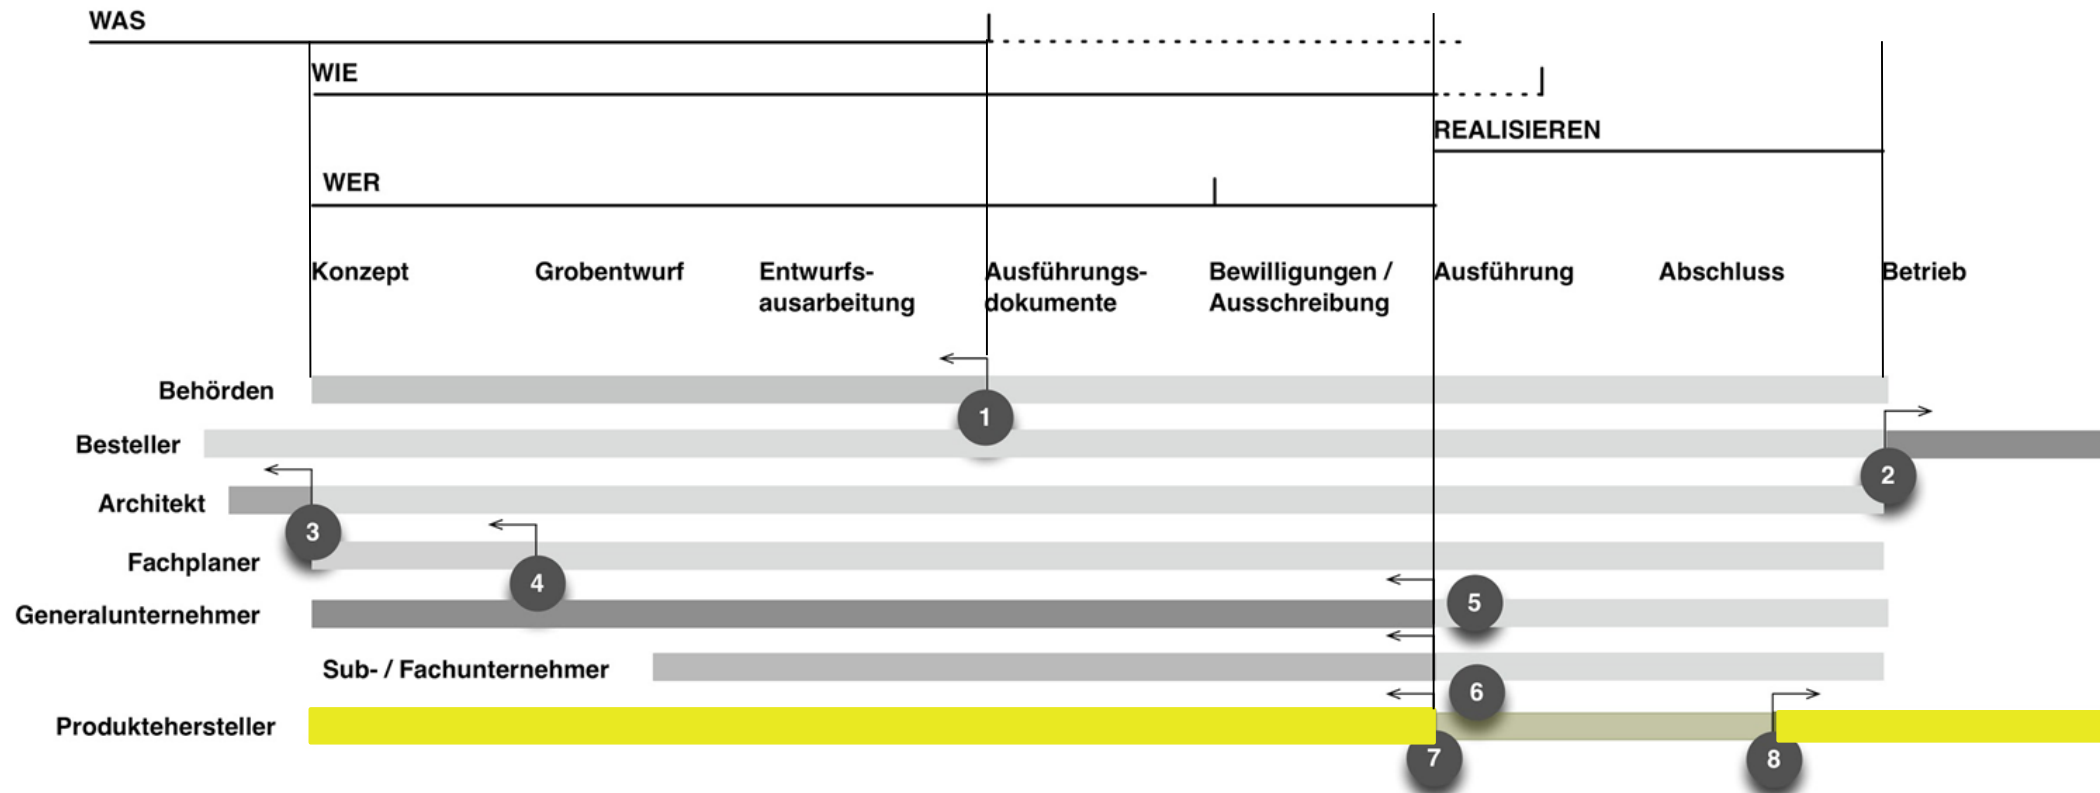 WAS
WIE
REALISIEREN
WER
Konzept
Grobentwurf
Entwurfs-
ausarbeitung
Ausführungs-
dokumente
Bewilligungen /
Ausschreibung
Ausführung
Abschluss
Betrieb
Behörden
1
Besteller
2
Architekt
3
Fachplaner
4
Generalunternehmer
5
Sub- / Fachunternehmer
6
Produktehersteller
7
8